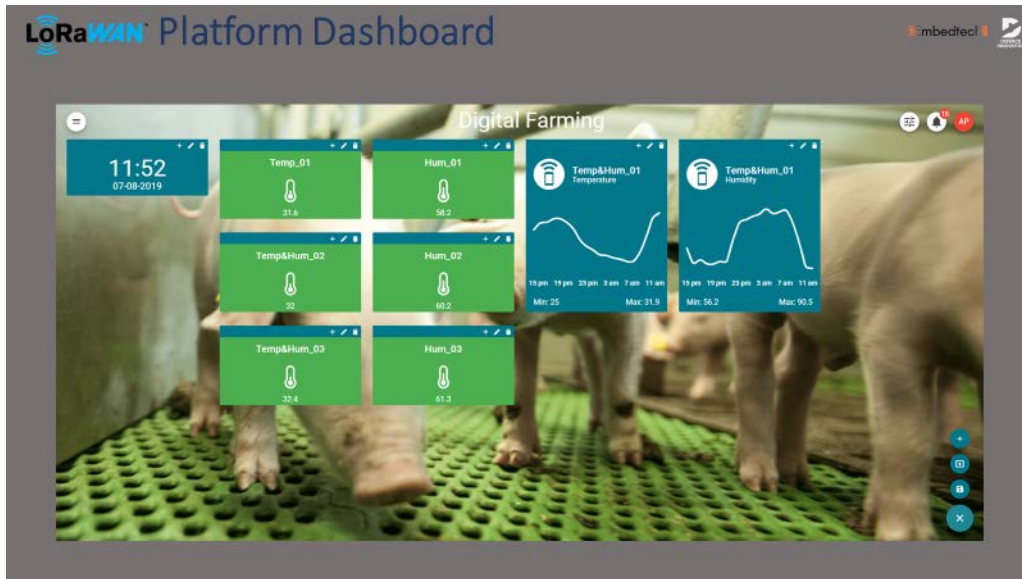 LoRaWAN Platform Dashboard
Embedtecl
Digital Farming
18
AP
11:52
07-08-2019
Temp_01
31.6
Hum_01
58.2
Temp&Hum_02
32
Hum_02
60.2
Temp&Hum_03
32.4
Hum_03
61.3
Temp&Hum_01
Temperature
15 pm 19 pm 23 pm 3 am 7 am 11 am
Min: 25 Max: 31.9
Temp&Hum_01
Humidity
15 pm 19 pm 23 pm 3 am 7 am 11 am
Min: 56.2 Max: 90.5